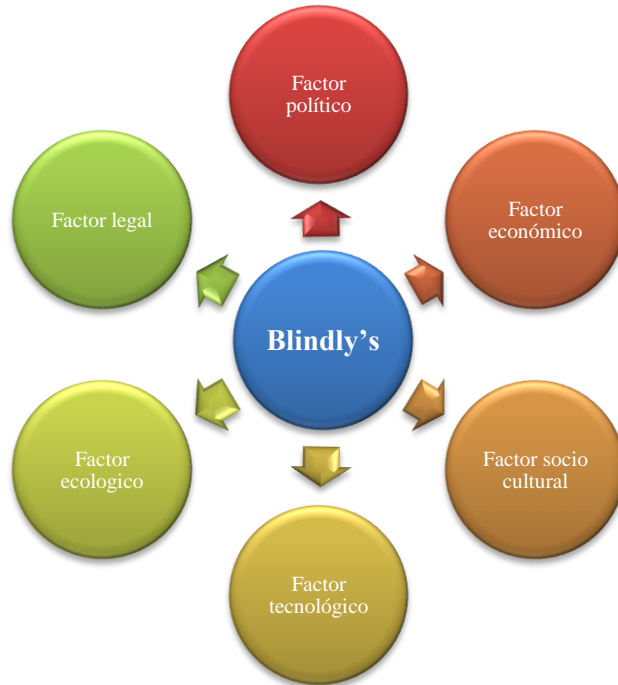 Factor
político
Factor legal
Factor
económico
Blindly’s
Factor
ecologico
Factor socio
cultural
Factor
tecnológico